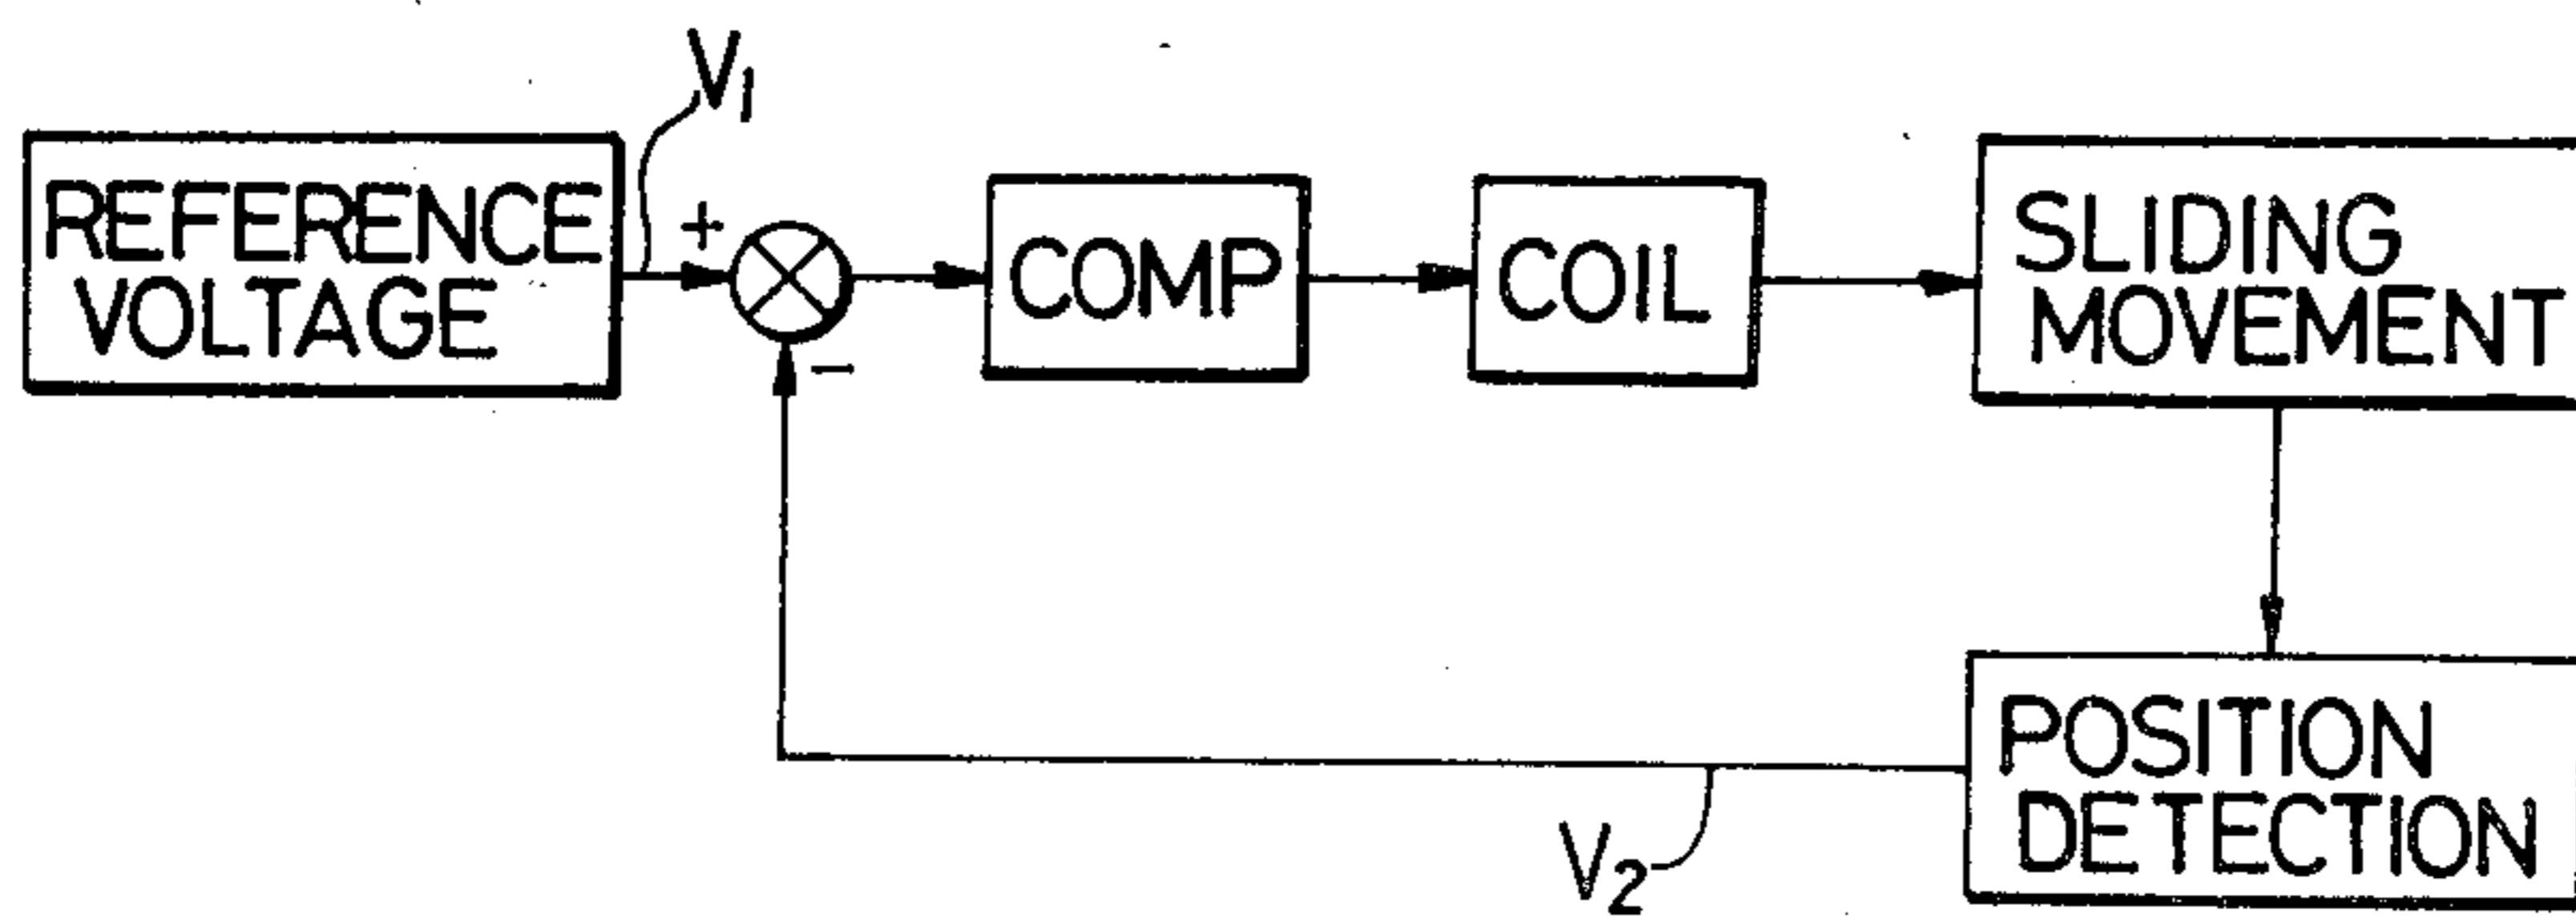 V1
REFERENCE
VOLTAGE
+
-
COMP
COIL
SLIDING
MOVEMENT
POSITION
DETECTION
V2